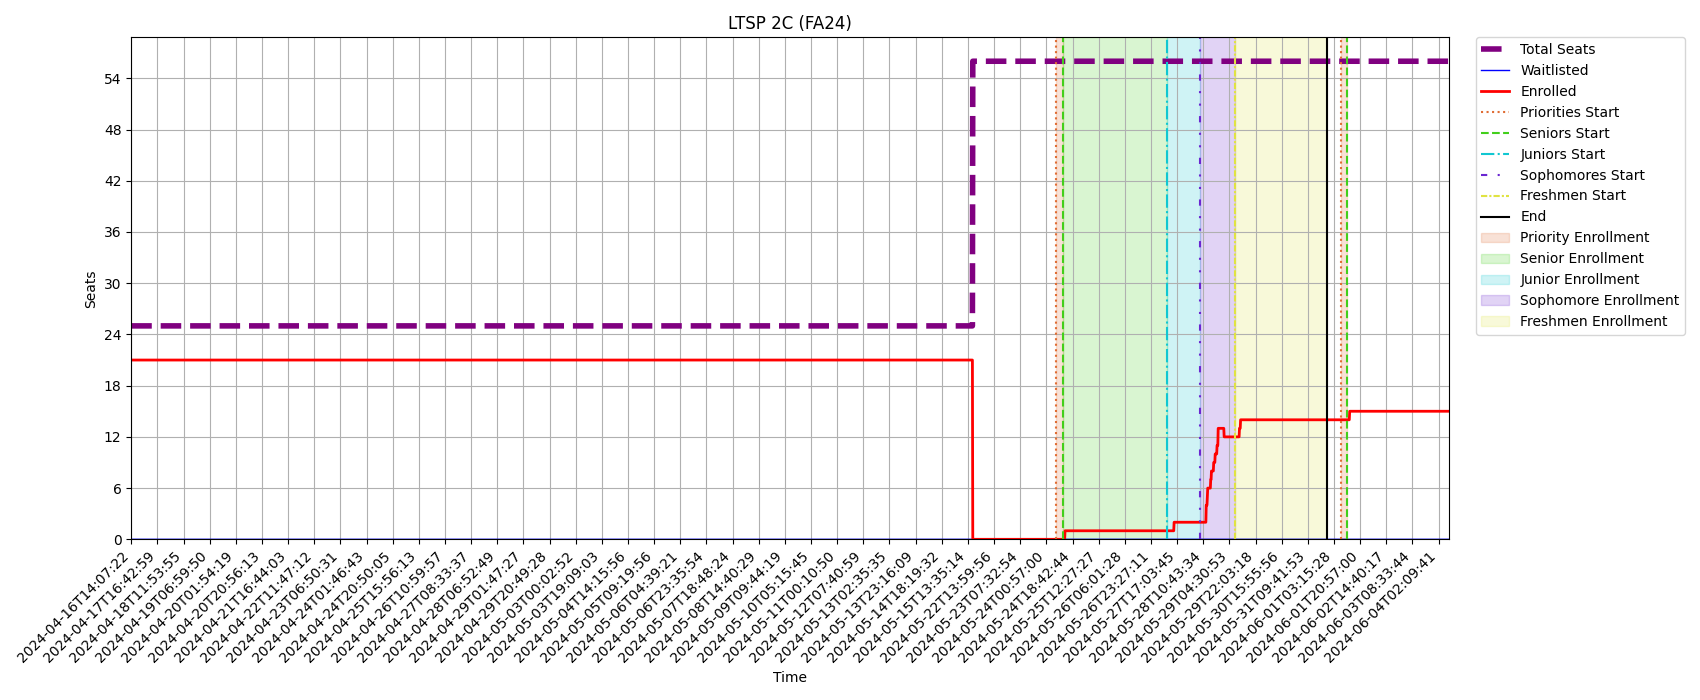 LTSP 2C (FA24)
Seats
54
48
42
36
30
24
18
12
6
0
2024-04-16T14:07:22
2024-04-17T16:42:59
2024-04-18T11:53:55
2024-04-19T06:59:50
2024-04-20T01:54:19
2024-04-20T20:56:13
2024-04-21T16:44:03
2024-04-22T11:47:12
2024-04-23T06:50:31
2024-04-24T01:46:43
2024-04-24T20:50:05
2024-04-25T15:56:13
2024-04-26T10:59:57
2024-04-27T08:33:37
2024-04-28T06:52:49
2024-04-29T01:47:27
2024-04-29T20:49:28
2024-05-03T00:02:52
2024-05-03T19:09:03
2024-05-04T14:15:56
2024-05-05T09:19:56
2024-05-06T04:39:21
2024-05-06T23:35:54
2024-05-07T18:48:24
2024-05-08T14:40:29
2024-05-09T09:44:19
2024-05-10T05:15:45
2024-05-11T00:10:50
2024-05-12T07:40:59
2024-05-13T02:35:35
2024-05-13T23:16:09
2024-05-14T18:19:32
2024-05-15T13:35:14
2024-05-22T13:59:56
2024-05-23T07:32:54
2024-05-24T00:57:00
2024-05-24T18:42:44
2024-05-25T12:27:27
2024-05-26T06:01:28
2024-05-26T23:27:11
2024-05-27T17:03:45
2024-05-28T10:43:34
2024-05-29T04:30:53
2024-05-29T22:03:18
2024-05-30T15:55:56
2024-05-31T09:41:53
2024-06-01T03:15:28
2024-06-01T20:57:00
2024-06-02T14:40:17
2024-06-03T08:33:44
2024-06-04T02:09:41
Time
Total Seats
Waitlisted
Enrolled
Priorities Start
Seniors Start
Juniors Start
Sophomores Start
Freshmen Start
End
Priority Enrollment
Senior Enrollment
Junior Enrollment
Sophomore Enrollment
Freshmen Enrollment